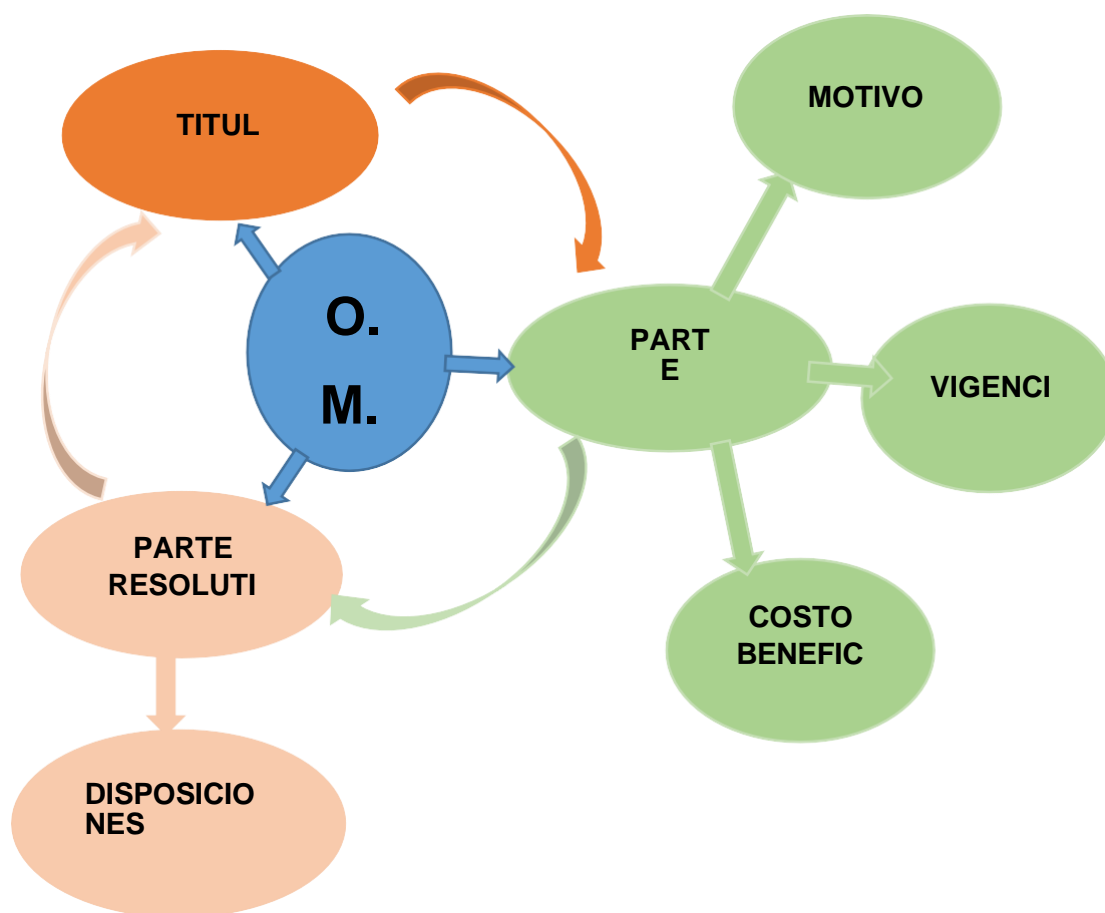 TITUL
MOTIVO
O.
M.
PART
E
VIGENCI
PARTE
RESOLUTI
COSTO
BENEFIC
DISPOSICIO
NES